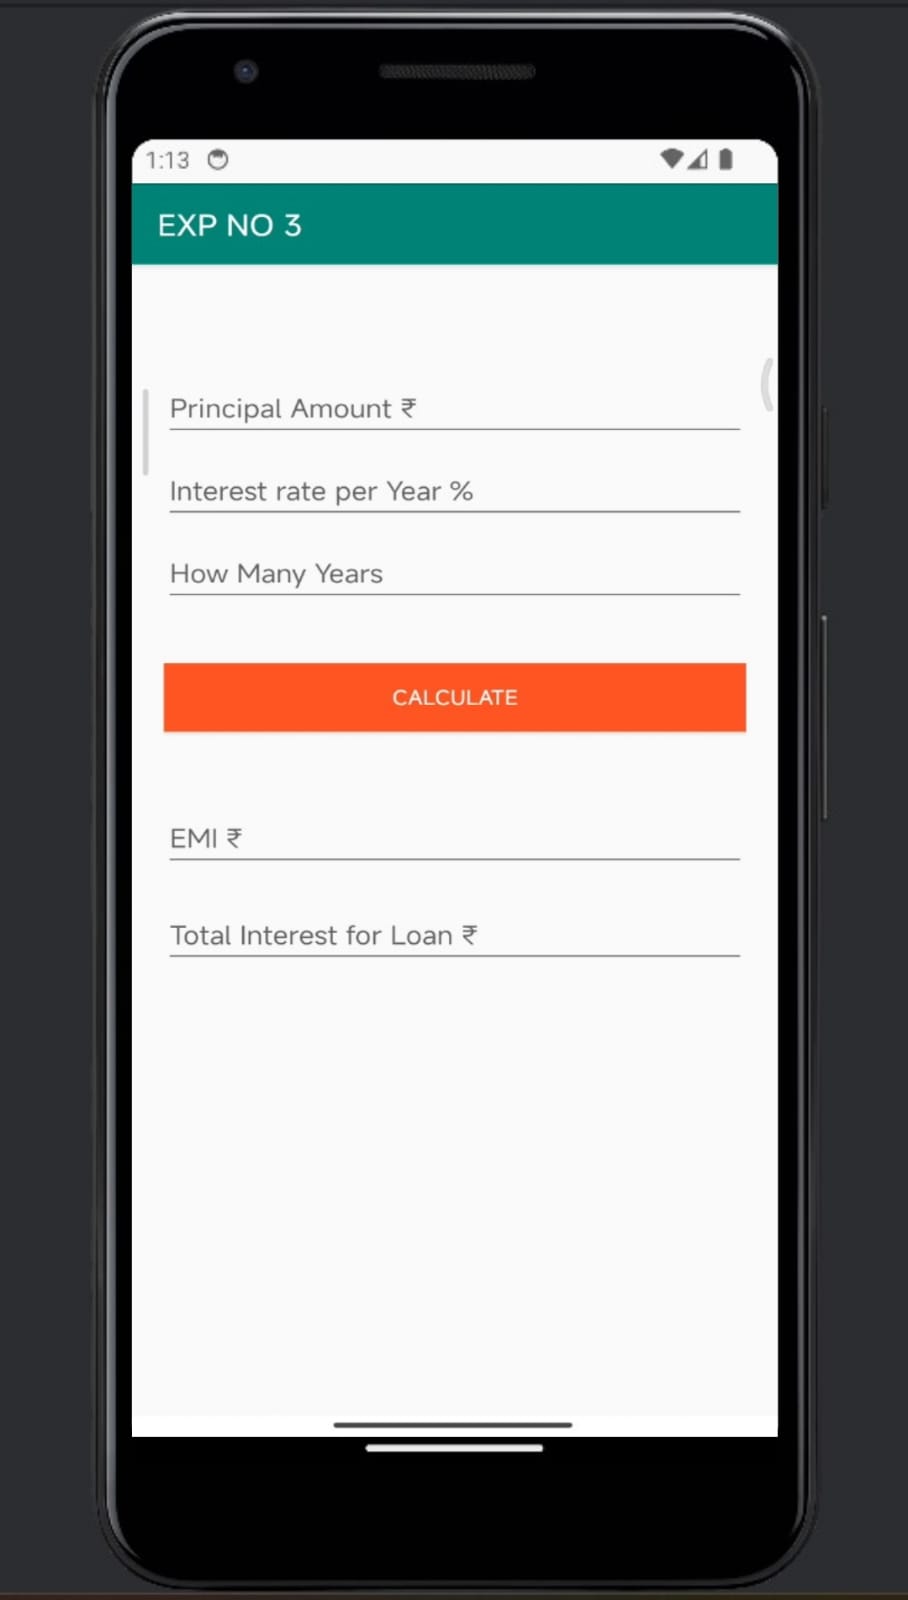 1:13
EXP NO 3
Principal Amount ₹
Interest rate per Year %
How Many Years
CALCULATE
EMI ₹
Total Interest for Loan ₹